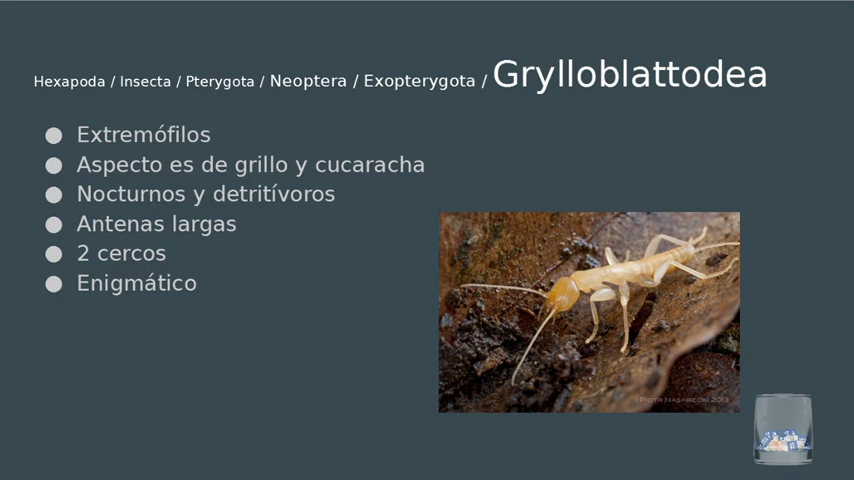 Hexapoda / Insecta / Pterygota / Neoptera / Exopterygota / Grylloblattodea
● Extremófilos
● Aspecto es de grillo y cucaracha
● Nocturnos y detritívoros
● Antenas largas
● 2 cercos
● Enigmático
©Piotr Naskrecki 2013